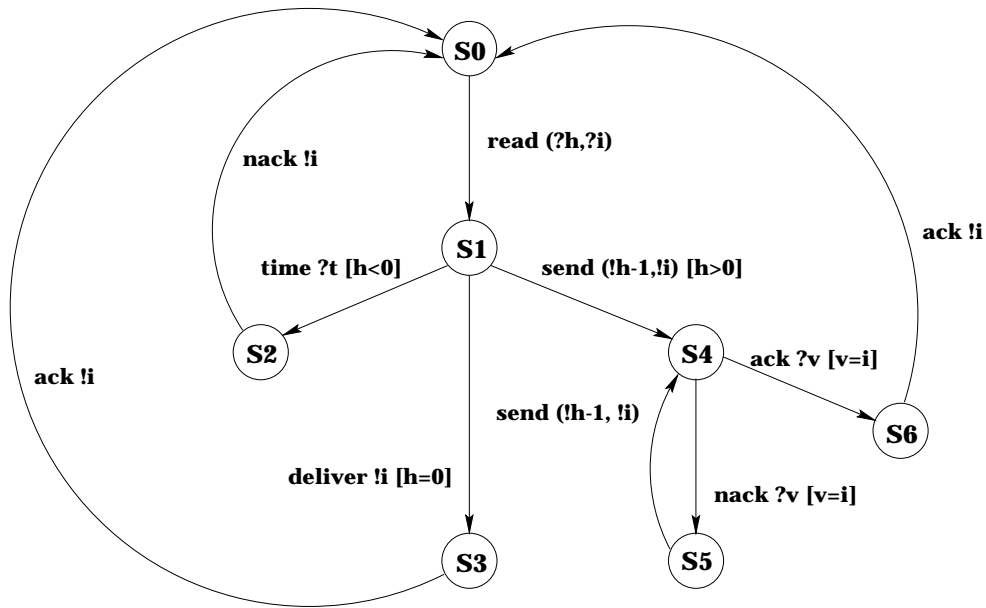 S0
read (?h,?i)
nack !i
ack !i
S1
time ?t [h<0]
send (!h-1,!i) [h>0]
S2
S4
ack ?v [v=i]
ack !i
send (!h-1, !i)
S6
deliver !i [h=0]
nack ?v [v=i]
S3
S5